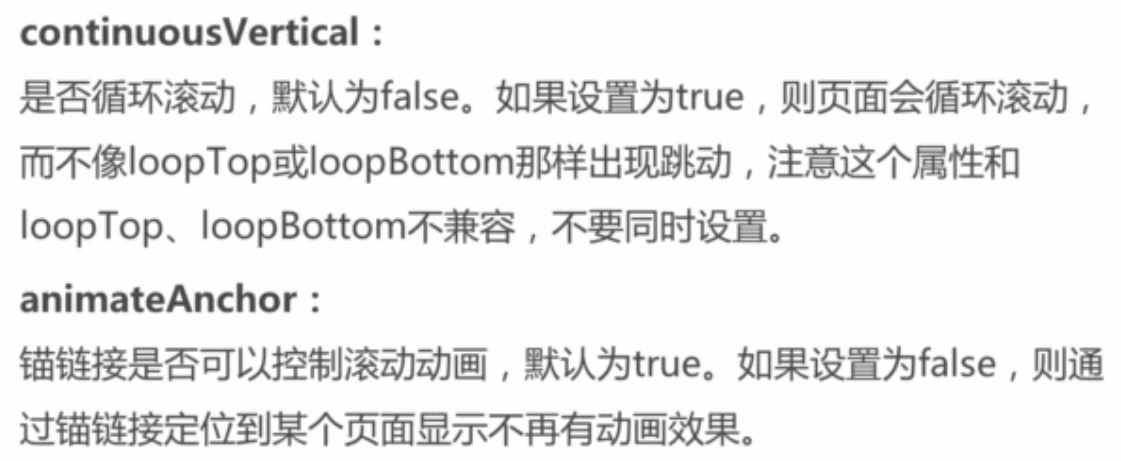 continuousVertical：
是否循环滚动，默认为false。如果设置为true，则页面会循环滚动，
而不像loopTop或loopBottom那样出现跳动，注意这个属性和
loopTop、loopBottom不兼容，不要同时设置。
animateAnchor：
锚链接是否可以控制滚动动画，默认为true。如果设置为false，则通
过锚链接定位到某个页面显示不再有动画效果。